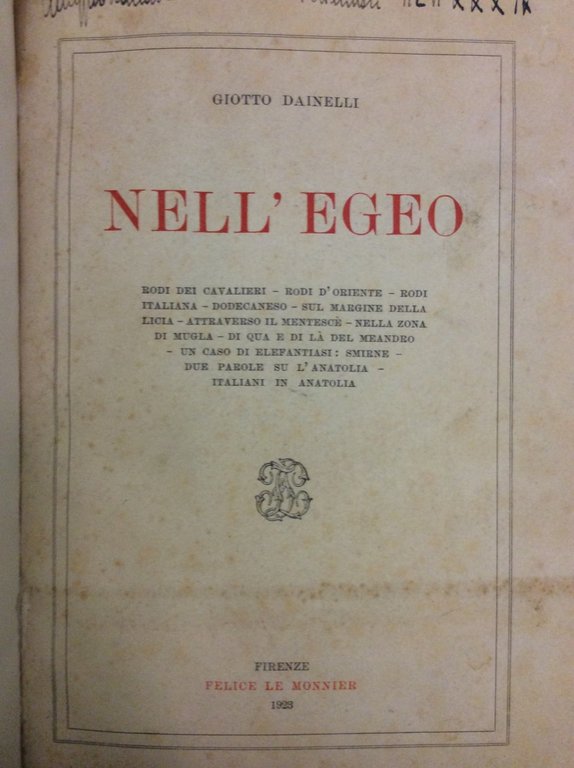 XXXIX
GIOTTO DAINELLI
NELL' EGEO
RODI DEI CAVALIERI – RODI D'ORIENTE – RODI
ITALIANA – DODECANESO – SUL MARGINE DELLA
LICIA – ATTRAVERSO IL MENTESCÈ – NELLA ZONA
DI MUGLA – DI QUA E DI LÀ DEL MEANDRO
– UN CASO DI ELEFANTIASI: SMIRNE –
DUE PAROLE SU L'ANATOLIA –
ITALIANI IN ANATOLIA
FIRENZE
FELICE LE MONNIER
1923